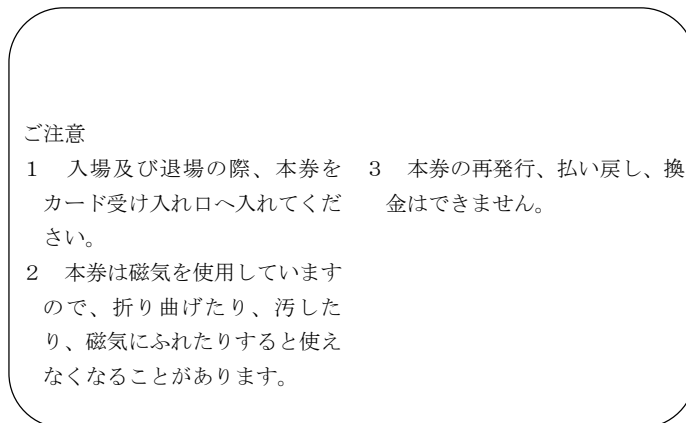 ご注意
１　入場及び退場の際、本券を
カード受け入れ口へ入れてくだ
さい。
２　本券は磁気を使用しています
ので、折り曲げたり、汚した
り、磁気にふれたりすると使え
なくなることがあります。
３　本券の再発行、払い戻し、換
金はできません。